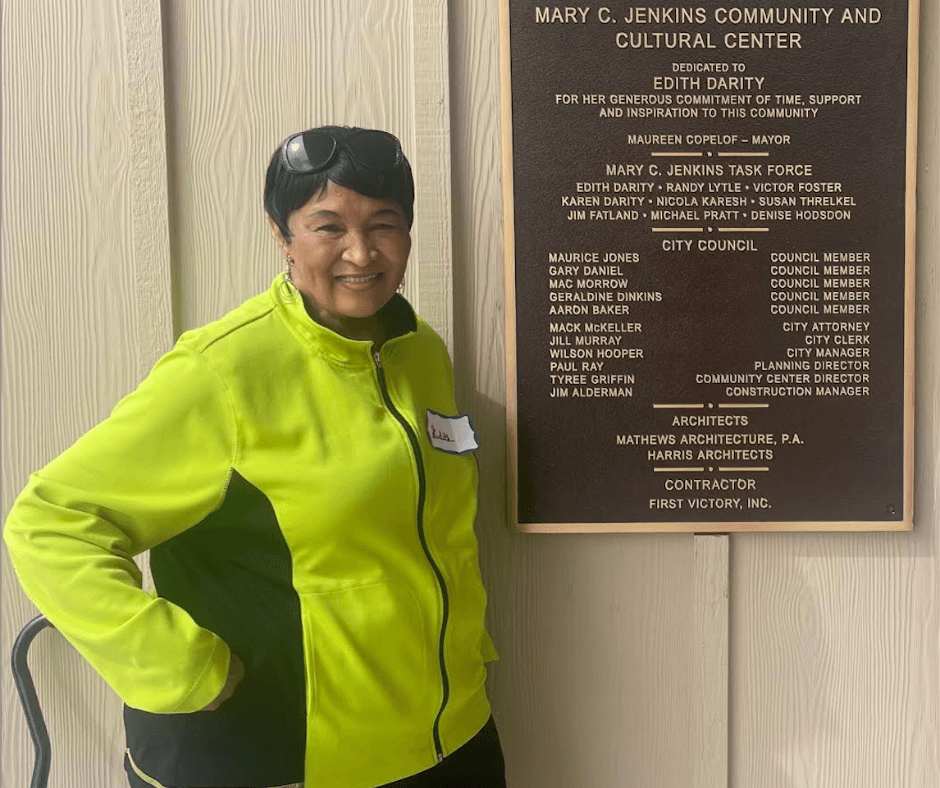 MARY C. JENKINS COMMUNITY AND
CULTURAL CENTER
DEDICATED TO
EDITH DARITY
FOR HER GENEROUS COMMITMENT OF TIME, SUPPORT
AND INSPIRATION TO THIS COMMUNITY
MAUREEN COPELOF – MAYOR
MARY C. JENKINS TASK FORCE
EDITH DARITY • RANDY LYTLE • VICTOR FOSTER
KAREN DARITY • NICOLA KARESH • SUSAN THRELKEL
JIM FATLAND • MICHAEL PRATT • DENISE HODSDON
CITY COUNCIL
MAURICE JONES COUNCIL MEMBER
GARY DANIEL COUNCIL MEMBER
MAC MORROW COUNCIL MEMBER
GERALDINE DINKINS COUNCIL MEMBER
AARON BAKER COUNCIL MEMBER
MACK McKELLER CITY ATTORNEY
JILL MURRAY CITY CLERK
WILSON HOOPER CITY MANAGER
PAUL RAY PLANNING DIRECTOR
TYREE GRIFFIN COMMUNITY CENTER DIRECTOR
JIM ALDERMAN CONSTRUCTION MANAGER
ARCHITECTS
MATHEWS ARCHITECTURE, P.A.
HARRIS ARCHITECTS
CONTRACTOR
FIRST VICTORY, INC.